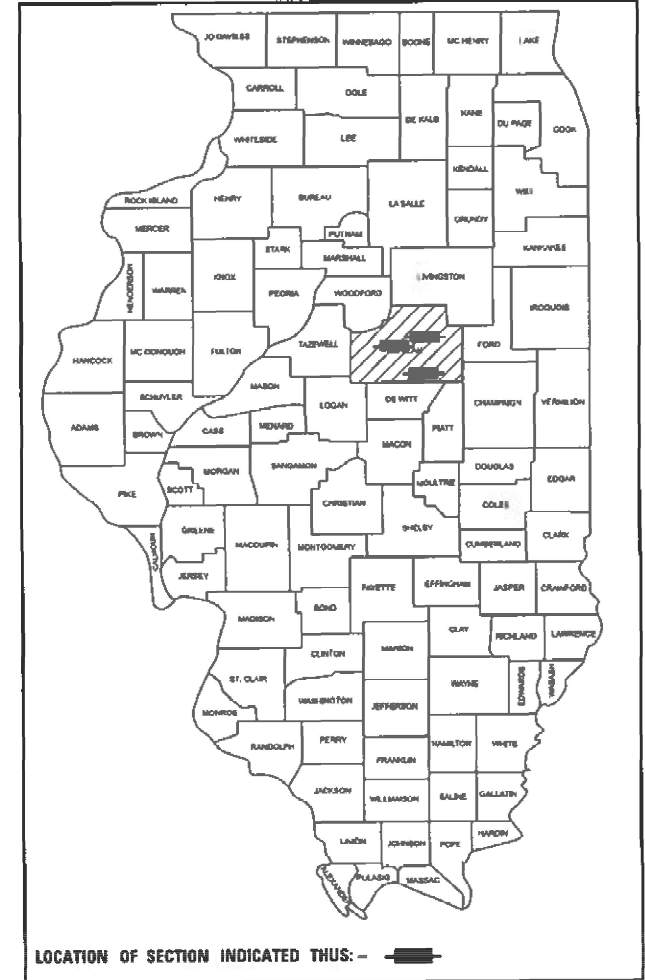 JO DAVIESS STEPHENSON WINNEBAGO BOONE MC HENRY LAKE
CARROLL OGLE DE KALB KANE DU PAGE COOK
WHITESIDE LEE KENDALL
ROCK ISLAND HENRY BUREAU LA SALLE GRUNDY WILL
MERCER STARK PUTNAM MARSHALL KANKAKEE
HENDERSON WARREN KNOX PEORIA WOODFORD LIVINGSTON IROQUOIS
HANCOCK MC DONOUGH FULTON TAZEWELL FORD
SCHUYLER MASON LOGAN DE WITT CHAMPAIGN VERMILION
ADAMS BROWN CASS MENARD MACON PIATT
PIKE SCOTT MORGAN SANGAMON CHRISTIAN MOULTRIE DOUGLAS EDGAR
COLES
CALHOUN GREENE MACOUPIN MONTGOMERY SHELBY CUMBERLAND CLARK
JERSEY FAYETTE EFFINGHAM JASPER CRAWFORD
MADISON BOND CLAY RICHLAND LAWRENCE
ST. CLAIR CLINTON MARION WAYNE EDWARDS WABASH
MONROE WASHINGTON JEFFERSON
RANDOLPH PERRY FRANKLIN HAMILTON WHITE
JACKSON WILLIAMSON SALINE GALLATIN
UNION JOHNSON POPE HARDIN
ALEXANDER PULASKI MASSAC
LOCATION OF SECTION INDICATED THUS: –